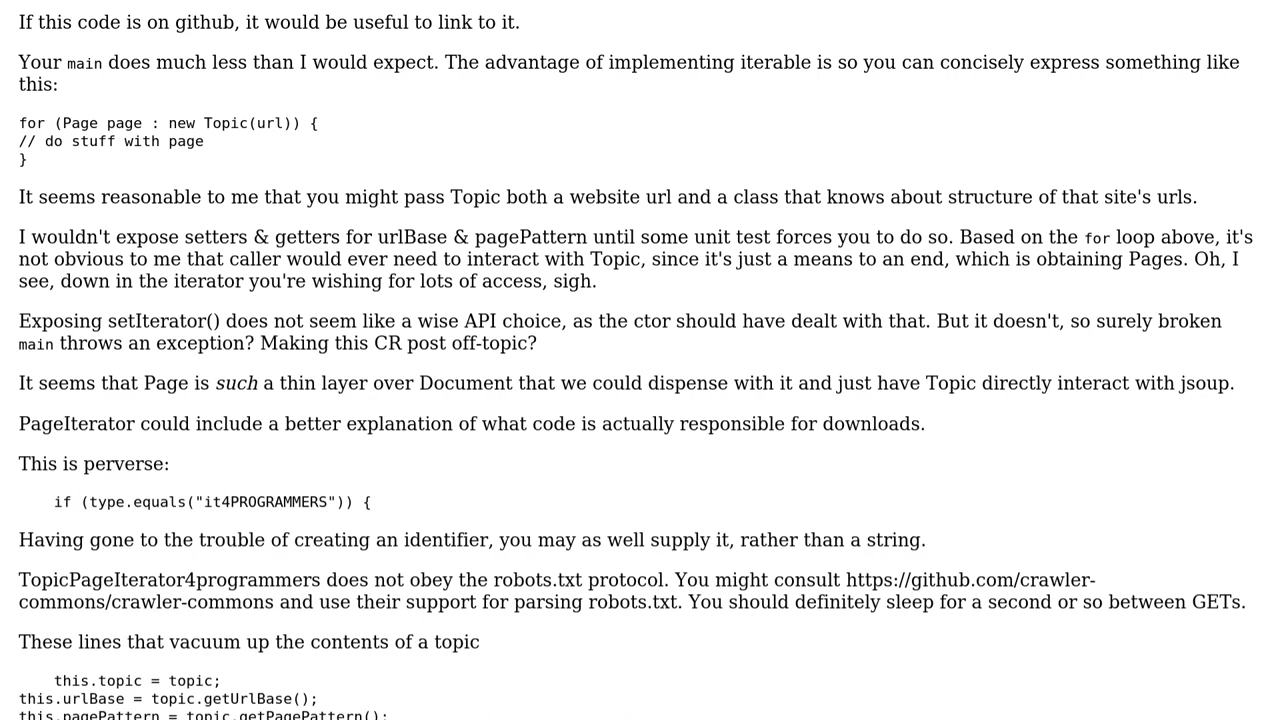 If this code is on github, it would be useful to link to it.
Your main does much less than I would expect. The advantage of implementing iterable is so you can concisely express something like
this:
for (Page page : new Topic(url)) {
// do stuff with page
}
It seems reasonable to me that you might pass Topic both a website url and a class that knows about structure of that site's urls.
I wouldn't expose setters & getters for urlBase & pagePattern until some unit test forces you to do so. Based on the for loop above, it's
not obvious to me that caller would ever need to interact with Topic, since it's just a means to an end, which is obtaining Pages. Oh, I
see, down in the iterator you're wishing for lots of access, sigh.
Exposing setIterator() does not seem like a wise API choice, as the ctor should have dealt with that. But it doesn't, so surely broken
main throws an exception? Making this CR post off-topic?
It seems that Page is such a thin layer over Document that we could dispense with it and just have Topic directly interact with jsoup.
PageIterator could include a better explanation of what code is actually responsible for downloads.
This is perverse:
if (type.equals("it4PROGRAMMERS")) {
Having gone to the trouble of creating an identifier, you may as well supply it, rather than a string.
TopicPageIterator4programmers does not obey the robots.txt protocol. You might consult https://github.com/crawler-
commons/crawler-commons and use their support for parsing robots.txt. You should definitely sleep for a second or so between GETs.
These lines that vacuum up the contents of a topic
this.topic = topic;
this.urlBase = topic.getUrlBase();
this.pagePattern = topic.getPagePattern();